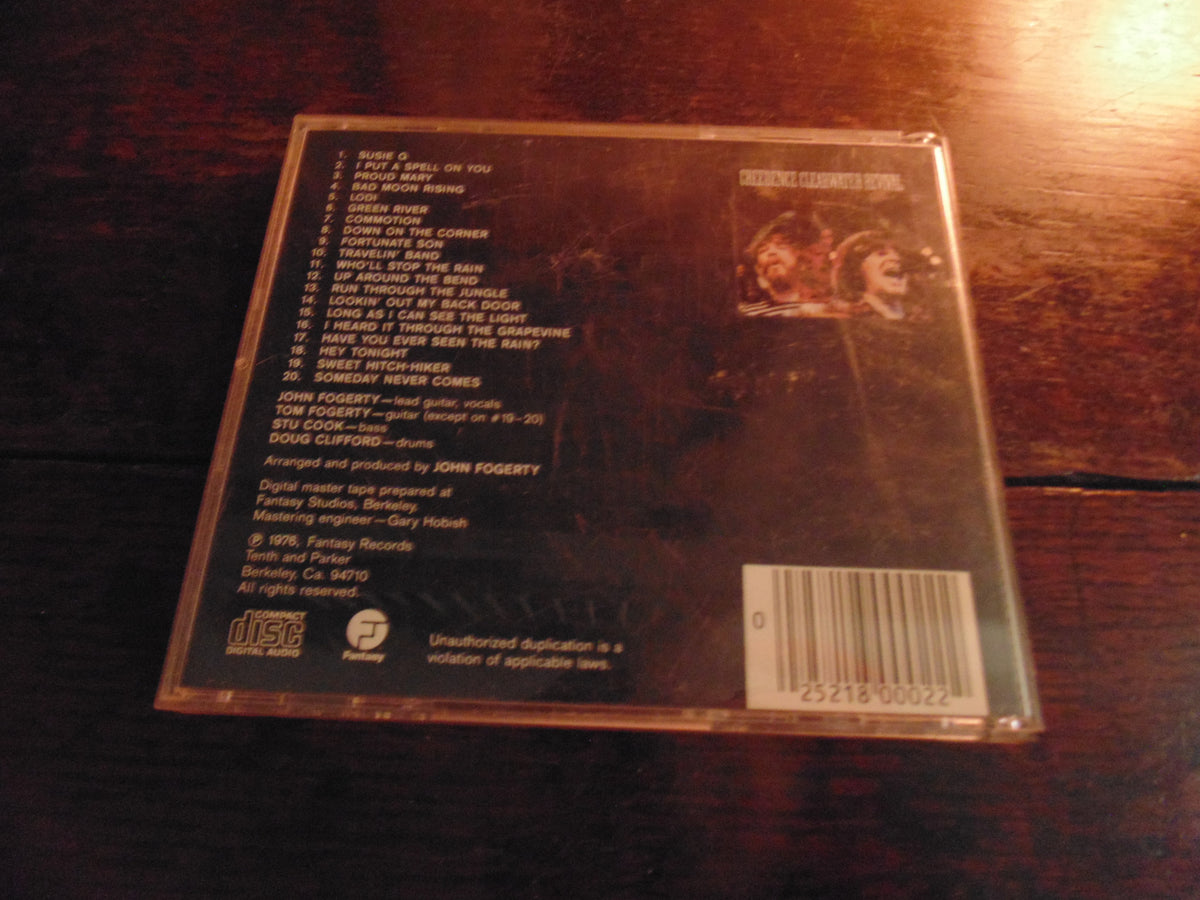 1. SUSIE Q
2. I PUT A SPELL ON YOU
3. PROUD MARY
4. BAD MOON RISING
5. LODI
6. GREEN RIVER
7. COMMOTION
8. DOWN ON THE CORNER
9. FORTUNATE SON
10. TRAVELIN' BAND
11. WHO'LL STOP THE RAIN
12. UP AROUND THE BEND
13. RUN THROUGH THE JUNGLE
14. LOOKIN' OUT MY BACK DOOR
15. LONG AS I CAN SEE THE LIGHT
16. I HEARD IT THROUGH THE GRAPEVINE
17. HAVE YOU EVER SEEN THE RAIN?
18. HEY TONIGHT
19. SWEET HITCH-HIKER
20. SOMEDAY NEVER COMES
JOHN FOGERTY—lead guitar, vocals
TOM FOGERTY—guitar (except on #19-20)
STU COOK—bass
DOUG CLIFFORD—drums
Arranged and produced by JOHN FOGERTY
Digital master tape prepared at
Fantasy Studios, Berkeley.
Mastering engineer—Gary Hobish
℗ 1976, Fantasy Records
Tenth and Parker
Berkeley, Ca. 94710
All rights reserved.
COMPACT
disc
DIGITAL AUDIO
Fantasy
Unauthorized duplication is a
violation of applicable laws.
CREEDENCE CLEARWATER REVIVAL
0
25218 00022